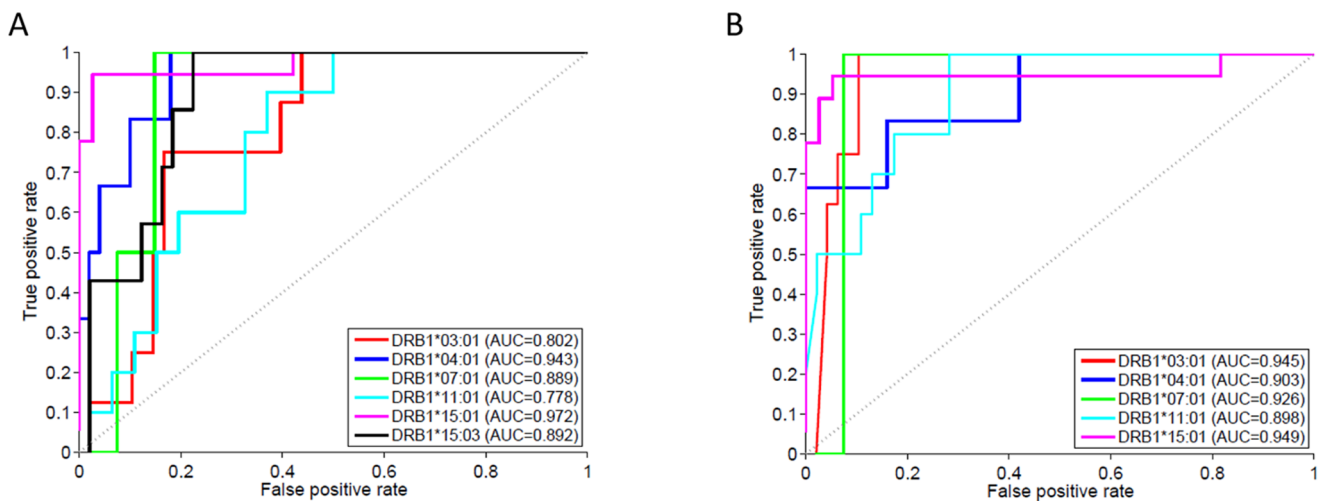 A
1
0.9
0.8
0.7
0.6
0.5
0.4
0.3
0.2
0.1
0
True positive rate
0.2
0.4
0.6
0.8
1
False positive rate
DRB1*03:01 (AUC=0.802)
DRB1*04:01 (AUC=0.943)
DRB1*07:01 (AUC=0.889)
DRB1*11:01 (AUC=0.778)
DRB1*15:01 (AUC=0.972)
DRB1*15:03 (AUC=0.892)
B
1
0.9
0.8
0.7
0.6
0.5
0.4
0.3
0.2
0.1
0
True positive rate
0
0.2
0.4
0.6
0.8
1
False positive rate
DRB1*03:01 (AUC=0.945)
DRB1*04:01 (AUC=0.903)
DRB1*07:01 (AUC=0.926)
DRB1*11:01 (AUC=0.898)
DRB1*15:01 (AUC=0.949)